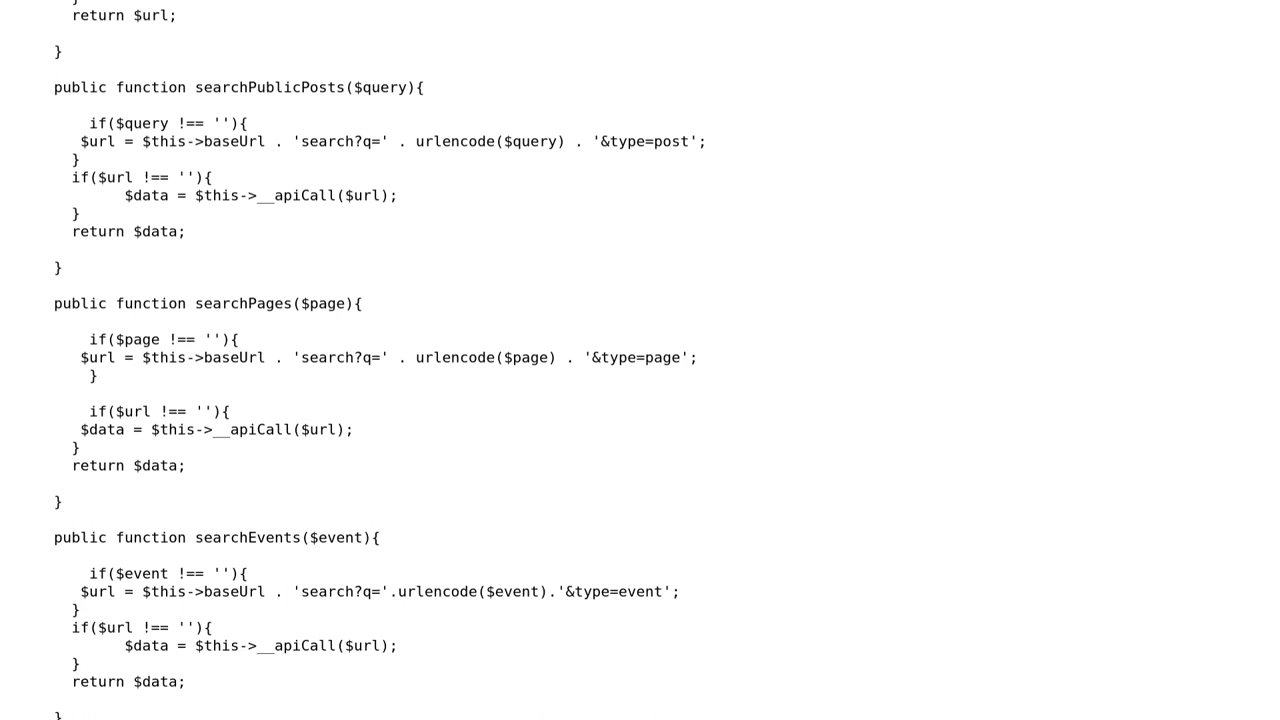 }
return $url;
}
public function searchPublicPosts($query){
if($query !== ''){
$url = $this->baseUrl . 'search?q=' . urlencode($query) . '&type=post';
}
if($url !== ''){
$data = $this->__apiCall($url);
}
return $data;
}
public function searchPages($page){
if($page !== ''){
$url = $this->baseUrl . 'search?q=' . urlencode($page) . '&type=page';
}
if($url !== ''){
$data = $this->__apiCall($url);
}
return $data;
}
public function searchEvents($event){
if($event !== ''){
$url = $this->baseUrl . 'search?q='.urlencode($event).'&type=event';
}
if($url !== ''){
$data = $this->__apiCall($url);
}
return $data;
}